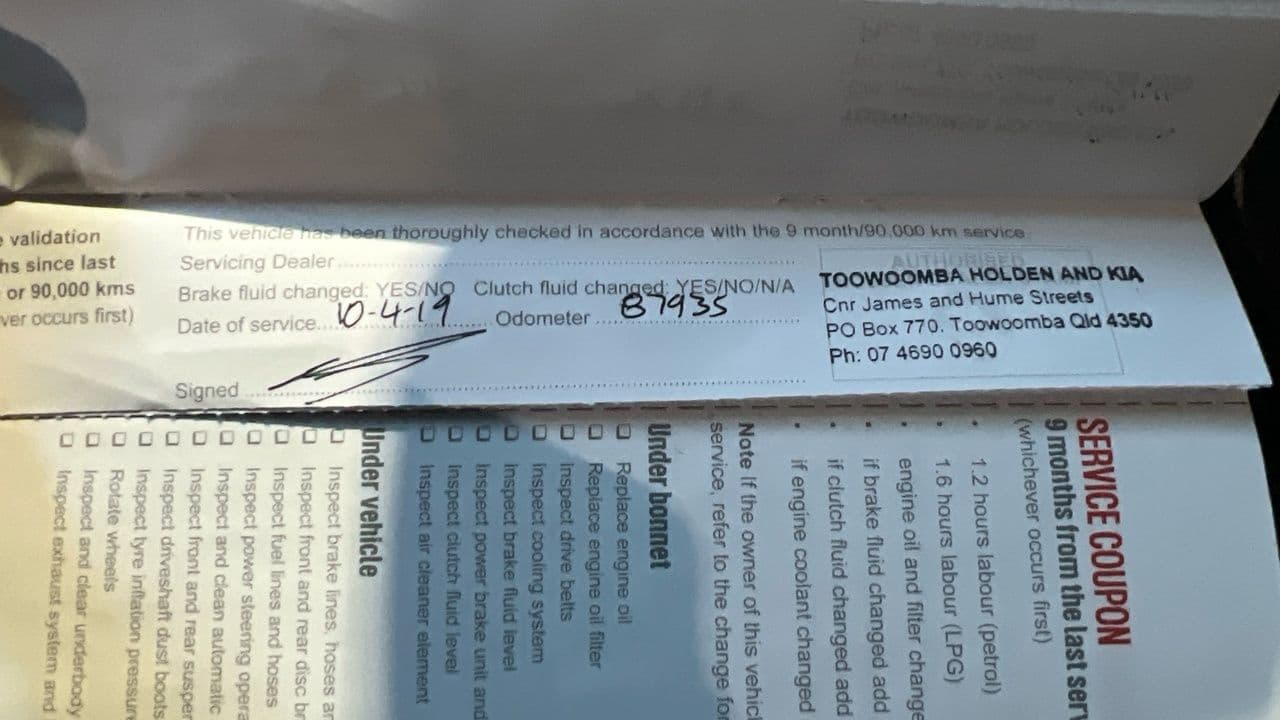 validation
hs since last
or 90,000 kms
ver occurs first)
This vehicle has been thoroughly checked in accordance with the 9 month/90,000 km service
Servicing Dealer
Brake fluid changed: YES/NO Clutch fluid changed: YES/NO/N/A
Date of service 10-4-19 Odometer 87935
Signed
AUTHORISED
TOOWOOMBA HOLDEN AND KIA
Cnr James and Hume Streets
PO Box 770. Toowoomba Qld 4350
Ph: 07 4690 0960
SERVICE COUPON
9 months from the last serv
(whichever occurs first)
• 1.2 hours labour (petrol)
• 1.6 hours labour (LPG)
• engine oil and filter change
• if brake fluid changed add
• if clutch fluid changed add
• if engine coolant changed
Note If the owner of this vehicl
service, refer to the change for
Under bonnet
Replace engine oil
Replace engine oil filter
Inspect drive belts
Inspect cooling system
Inspect brake fluid level
Inspect power brake unit and
Inspect clutch fluid level
Inspect air cleaner element
Under vehicle
Inspect brake lines, hoses an
Inspect front and rear disc br
Inspect fuel lines and hoses
Inspect power steering opera
Inspect and clean automatic
Inspect front and rear suspen
Inspect driveshaft dust boots
Inspect tyre inflation pressure
Rotate wheels
Inspect and clear underbody
Inspect exhaust system and